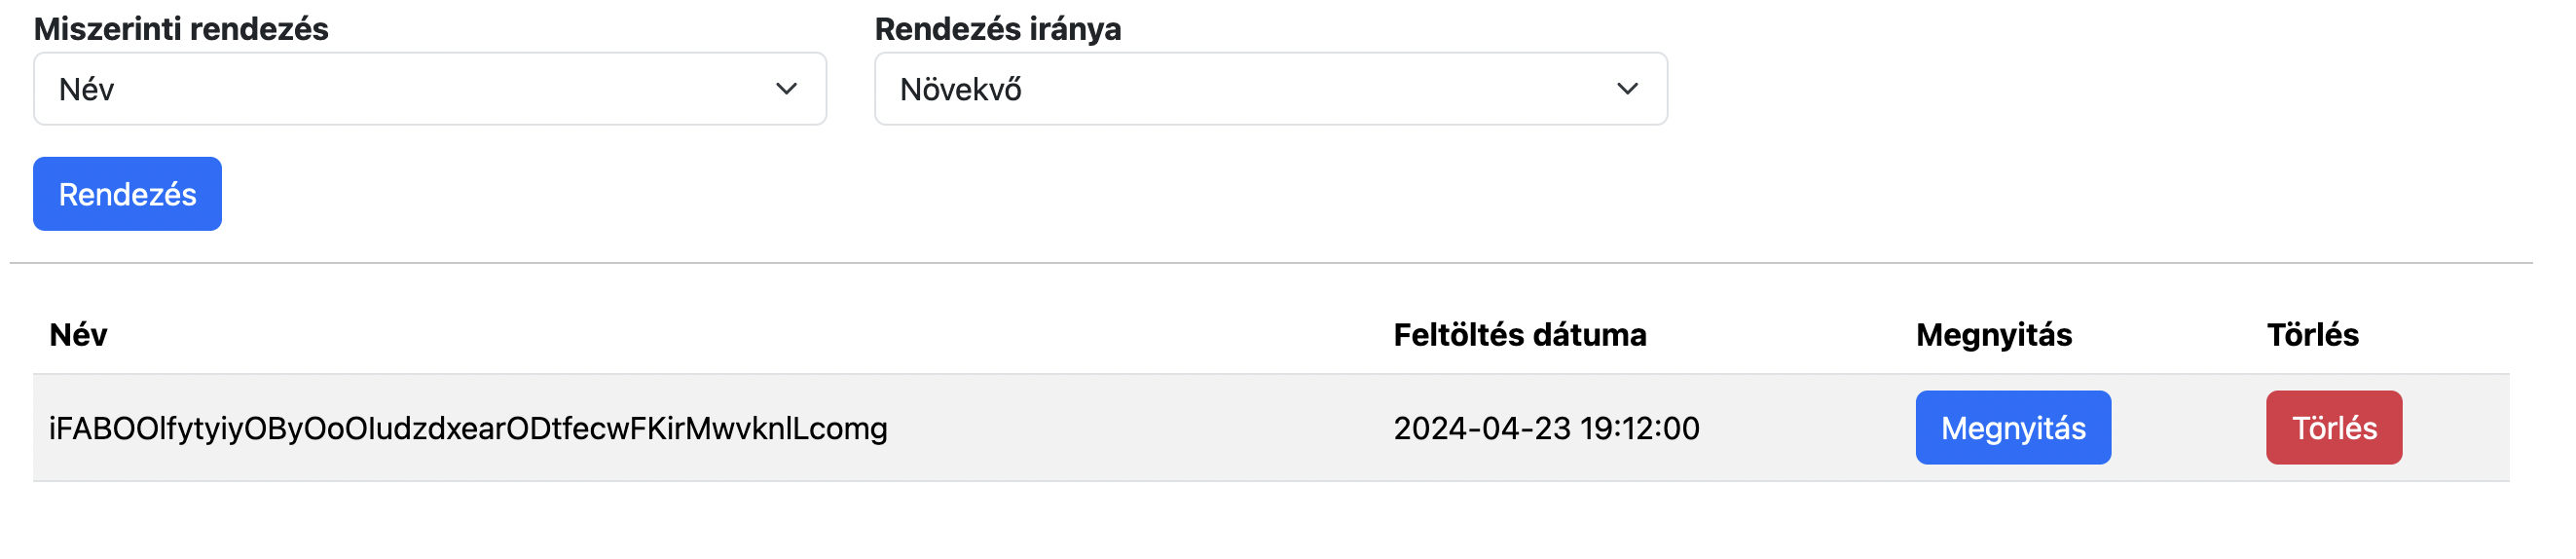 Miszerinti rendezés Rendezés iránya
Név Növekvő
Rendezés
Név Feltöltés dátuma Megnyitás Törlés
iFABOOlfytyiyOByOoOIudzdxearODtfecwFKirMwvknlLcomg 2024-04-23 19:12:00 Megnyitás Törlés